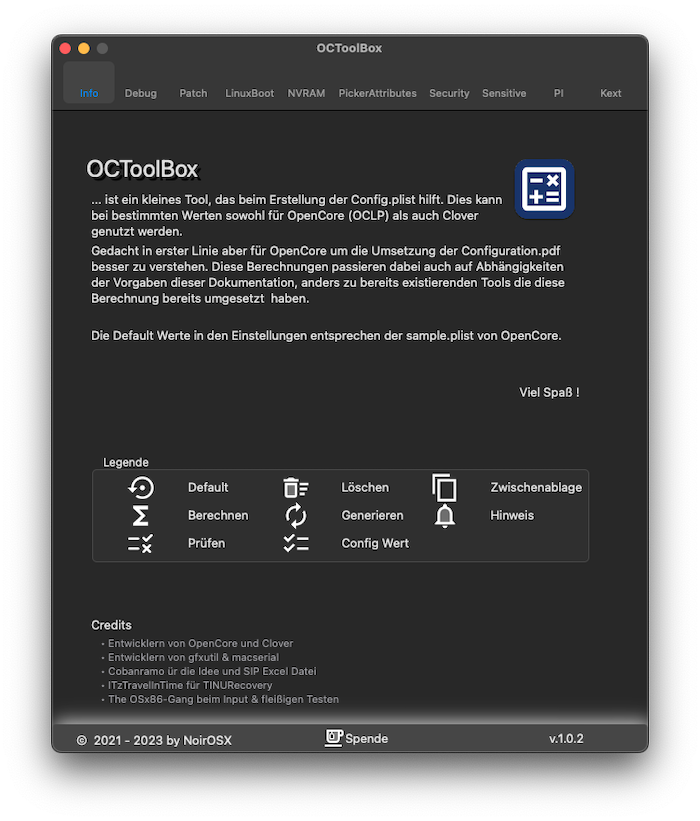 OCToolBox
Info Debug Patch LinuxBoot NVRAM PickerAttributes Security Sensitive PI Kext
OCToolBox
... ist ein kleines Tool, das beim Erstellung der Config.plist hilft. Dies kann
bei bestimmten Werten sowohl für OpenCore (OCLP) als auch Clover
genutzt werden.
Gedacht in erster Linie aber für OpenCore um die Umsetzung der Configuration.pdf
besser zu verstehen. Diese Berechnungen passieren dabei auch auf Abhängigkeiten
der Vorgaben dieser Dokumentation, anders zu bereits existierenden Tools die diese
Berechnung bereits umgesetzt haben.
Die Default Werte in den Einstellungen entsprechen der sample.plist von OpenCore.
Viel Spaß !
Legende
Default Löschen Zwischenablage
Berechnen Generieren Hinweis
Prüfen Config Wert
Credits
• Entwicklern von OpenCore und Clover
• Entwicklern von gfxutil & macserial
• Cobanramo ür die Idee und SIP Excel Datei
• ITzTravelInTime für TINURecovery
• The OSx86-Gang beim Input & fleißigen Testen
© 2021 - 2023 by NoirOSX Spende v.1.0.2